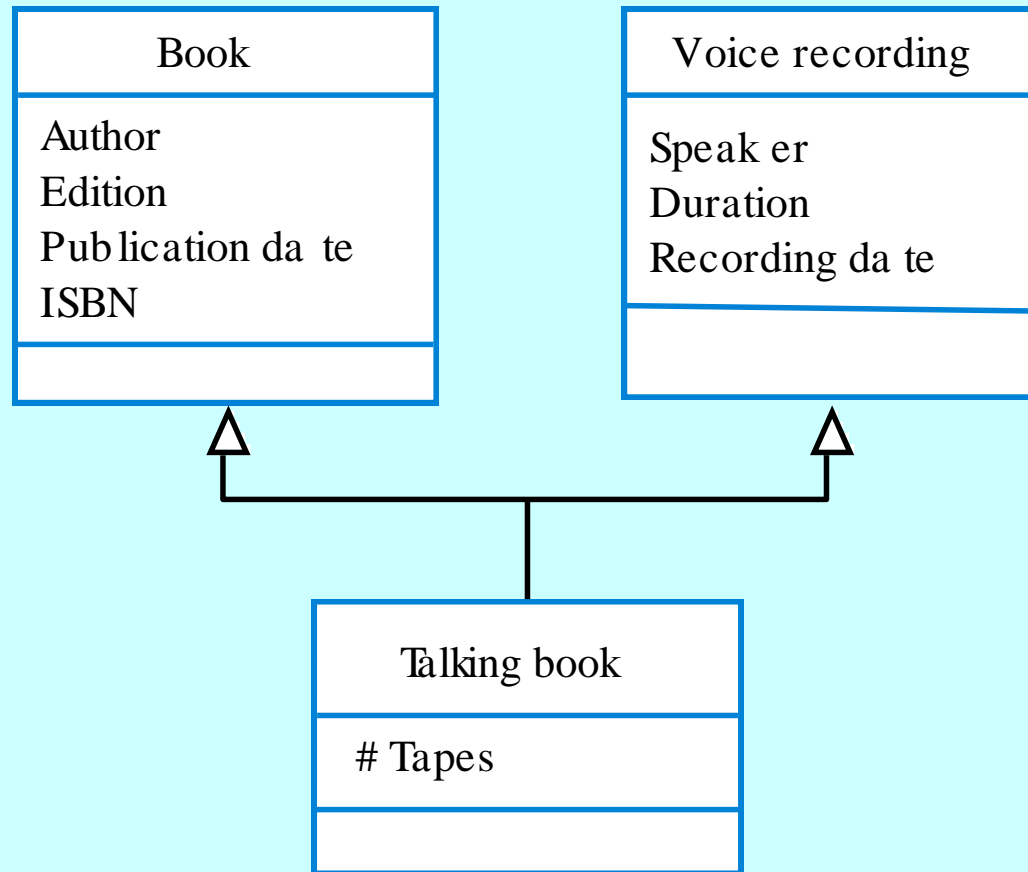 Book
Author
Edition
Publication date
ISBN
Voice recording
Speaker
Duration
Recording date
Talking book
# Tapes